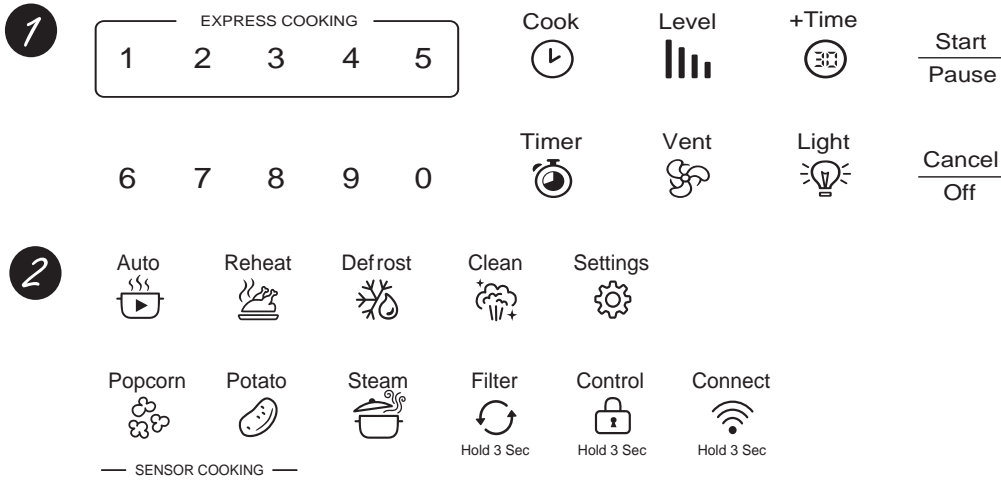 1
EXPRESS COOKING
1 2 3 4 5
Cook Level +Time
30
Start
Pause
6 7 8 9 0
Timer Vent Light
Cancel
Off
2
Auto Reheat Defrost Clean Settings
Popcorn Potato Steam Filter Control Connect
Hold 3 Sec Hold 3 Sec Hold 3 Sec
SENSOR COOKING